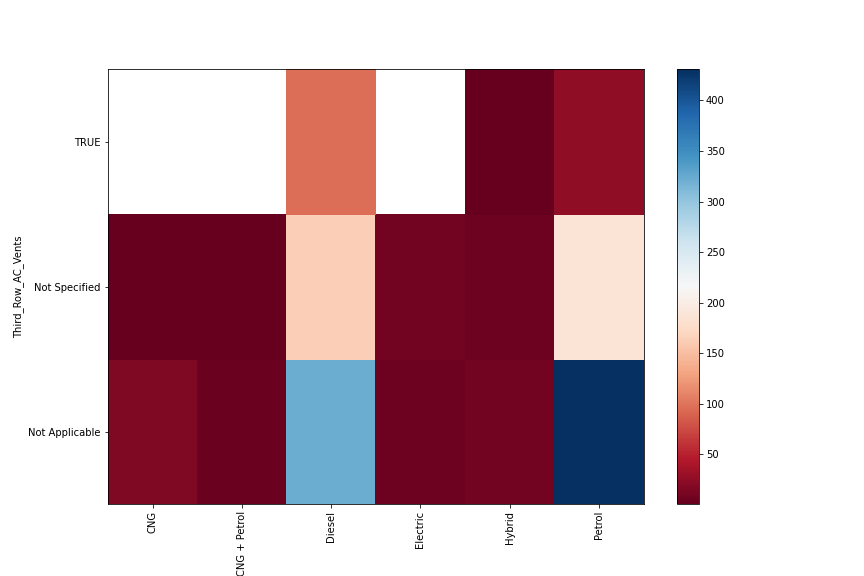 TRUE
Not Specified
Not Applicable
Third_Row_AC_Vents
CNG
CNG + Petrol
Diesel
Electric
Hybrid
Petrol
400
350
300
250
200
150
100
50